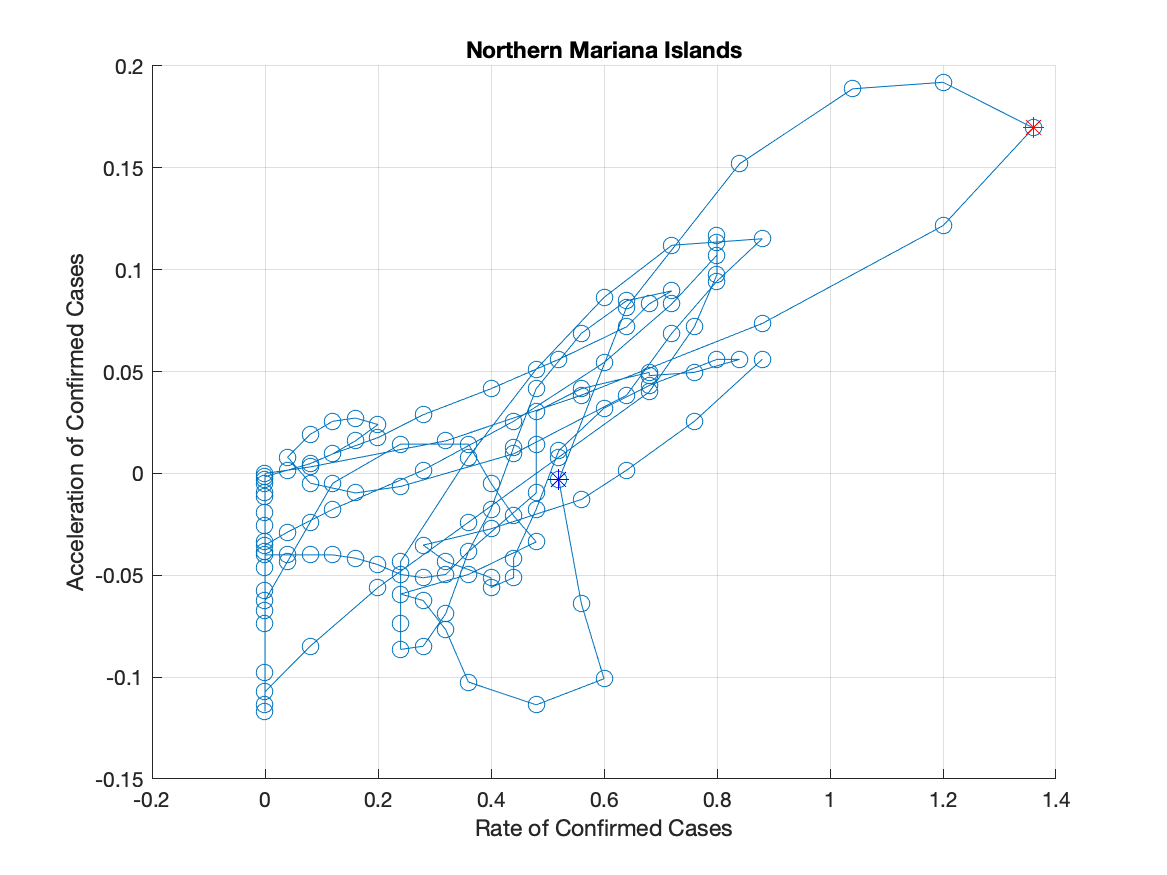 Northern Mariana Islands
0.2
0.15
0.1
0.05
0
-0.05
-0.1
-0.15
Acceleration of Confirmed Cases
-0.2 0 0.2 0.4 0.6 0.8 1 1.2 1.4
Rate of Confirmed Cases